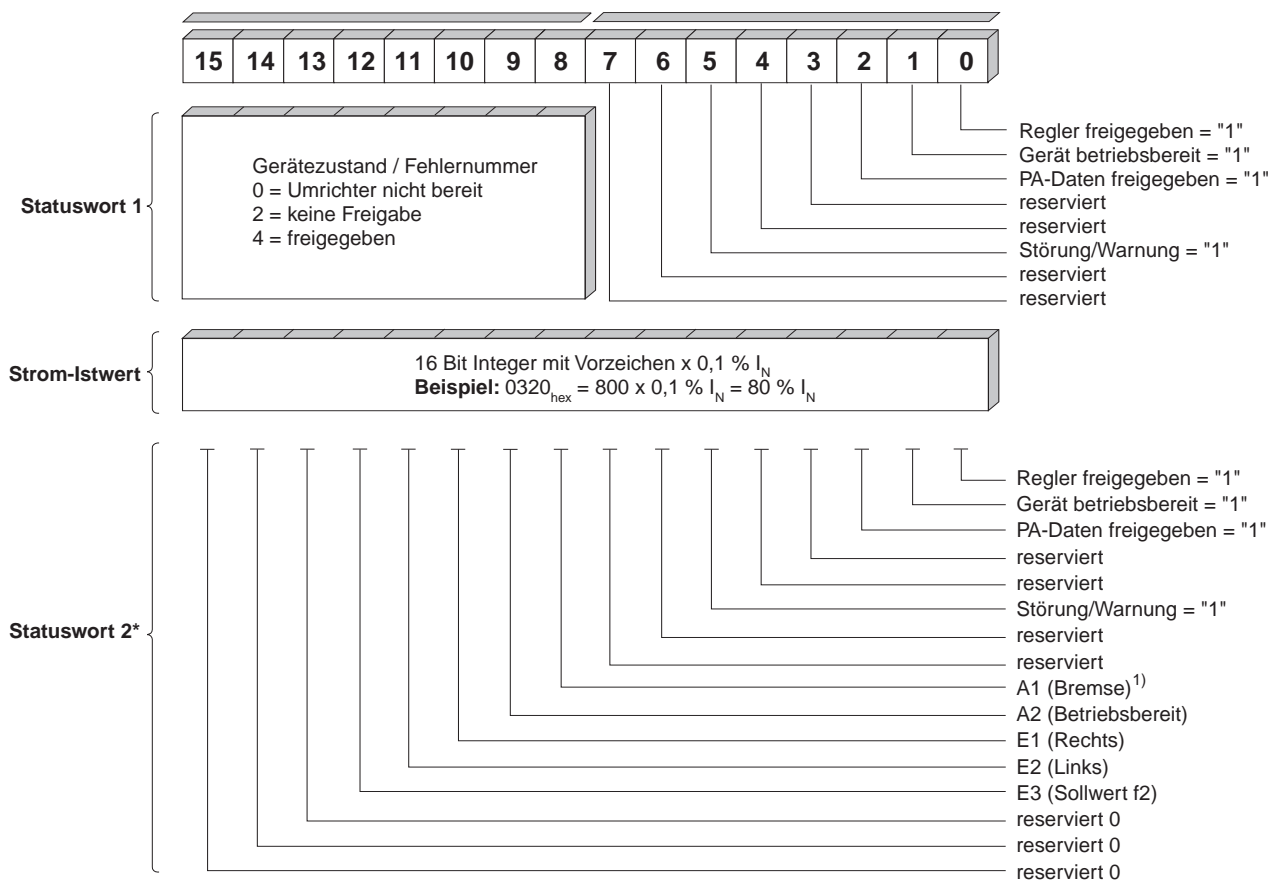 15 14 13 12 11 10 9 8 7 6 5 4 3 2 1 0
Statuswort 1
Gerätezustand / Fehlernummer
0 = Umrichter nicht bereit
2 = keine Freigabe
4 = freigegeben
Regler freigegeben = "1"
Gerät betriebsbereit = "1"
PA-Daten freigegeben = "1"
reserviert
reserviert
Störung/Warnung = "1"
reserviert
reserviert
Strom-Istwert
16 Bit Integer mit Vorzeichen x 0,1 % I_N
Beispiel: 0320_hex = 800 x 0,1 % I_N = 80 % I_N
Statuswort 2*
Regler freigegeben = "1"
Gerät betriebsbereit = "1"
PA-Daten freigegeben = "1"
reserviert
reserviert
Störung/Warnung = "1"
reserviert
reserviert
A1 (Bremse)1)
A2 (Betriebsbereit)
E1 (Rechts)
E2 (Links)
E3 (Sollwert f2)
reserviert 0
reserviert 0
reserviert 0